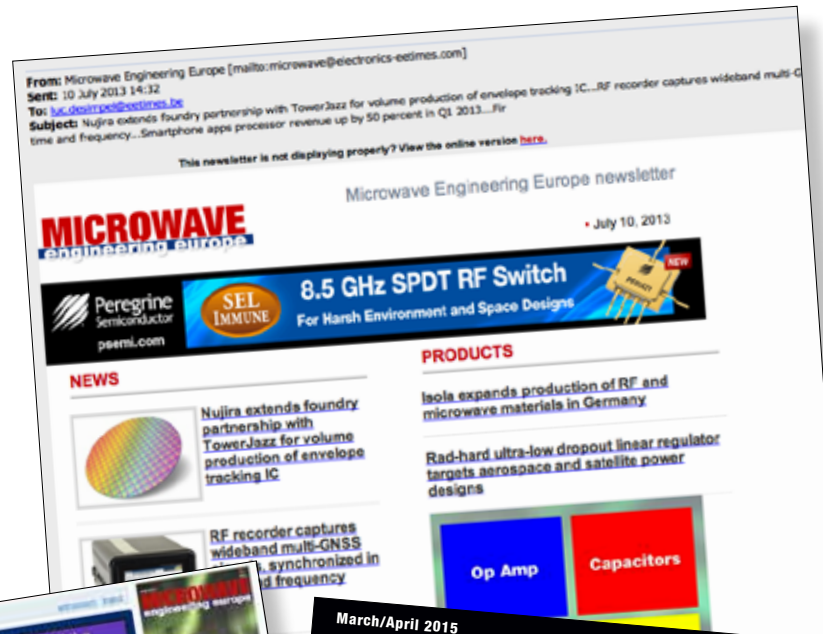 From: Microwave Engineering Europe [mailto:microwave@electronics-eetimes.com]
Sent: 10 July 2013 14:32
To: luc.desimpel@eetimes.be
Subject: Nujira extends foundry partnership with TowerJazz for volume production of envelope tracking IC...RF recorder captures wideband multi-G
time and frequency...Smartphone apps processor revenue up by 50 percent in Q1 2013....Fir
This newsletter is not displaying properly? View the online version here.
Microwave Engineering Europe newsletter
• July 10, 2013
MICROWAVE
engineering europe
Peregrine
Semiconductor
psemi.com
SEL
IMMUNE
8.5 GHz SPDT RF Switch
For Harsh Environment and Space Designs
NEW
NEWS
Nujira extends foundry
partnership with
TowerJazz for volume
production of envelope
tracking IC
RF recorder captures
wideband multi-GNSS
synchronized in
frequency
PRODUCTS
Isola expands production of RF and
microwave materiels in Germany
Rad-hard ultra-low dropout linear regulator
targets aerospace and satellite power
designs
Op Amp
Capacitors
MICROWAVE
engineering europe
March/April 2015